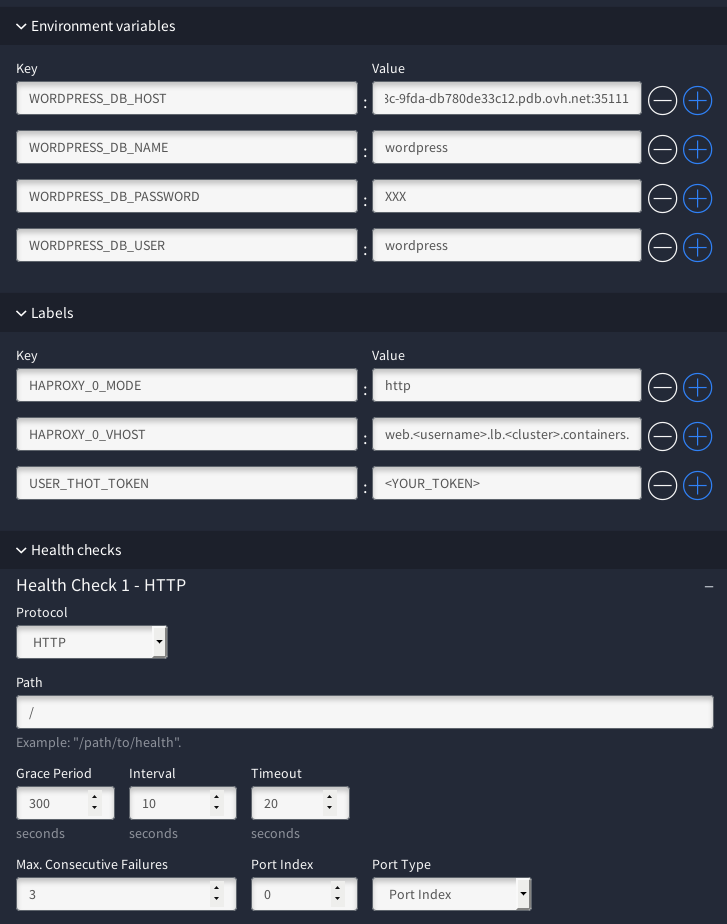 Environment variables
Key Value
WORDPRESS_DB_HOST : 3c-9fda-db780de33c12.pdb.ovh.net:35111
WORDPRESS_DB_NAME : wordpress
WORDPRESS_DB_PASSWORD : XXX
WORDPRESS_DB_USER : wordpress
Labels
Key Value
HAPROXY_0_MODE : http
HAPROXY_0_VHOST : web.<username>.lb.<cluster>.containers.
USER_THOT_TOKEN : <YOUR_TOKEN>
Health checks
Health Check 1 - HTTP
Protocol
HTTP
Path
/
Example: "/path/to/health".
Grace Period Interval Timeout
300 10 20
seconds seconds seconds
Max. Consecutive Failures Port Index Port Type
3 0 Port Index